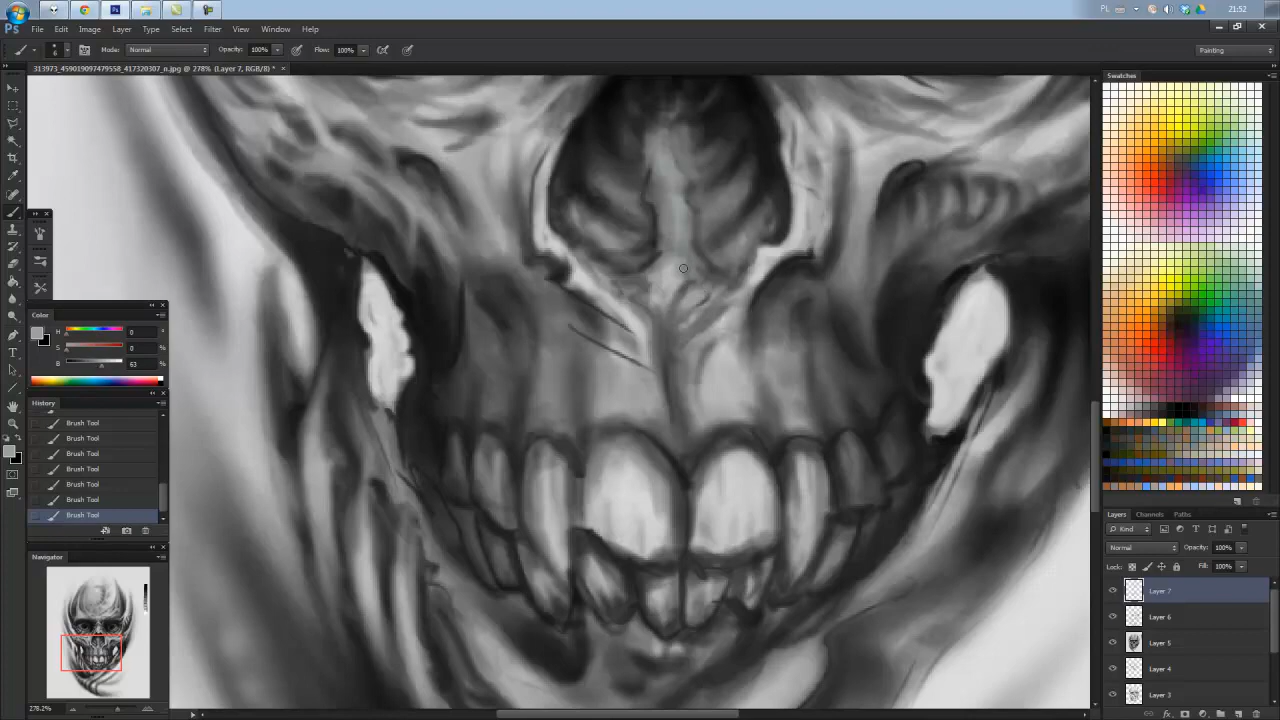 PL
21:52
Ps File Edit Image Layer Type Select Filter View Window Help
6 Mode: Normal Opacity: 100% Flow: 100% Painting
313973_459019097479558_417320307_n.jpg @ 278% (Layer 7, RGB/8) *
Swatches
Color
H 0
S 0
B 63 %
History
Brush Tool
Brush Tool
Brush Tool
Brush Tool
Brush Tool
Brush Tool
Brush Tool
Navigator
278.2%
Layers Channels Paths
Kind
Normal Opacity: 100%
Lock: Fill: 100%
Layer 7
Layer 6
Layer 5
Layer 4
Layer 3
fx